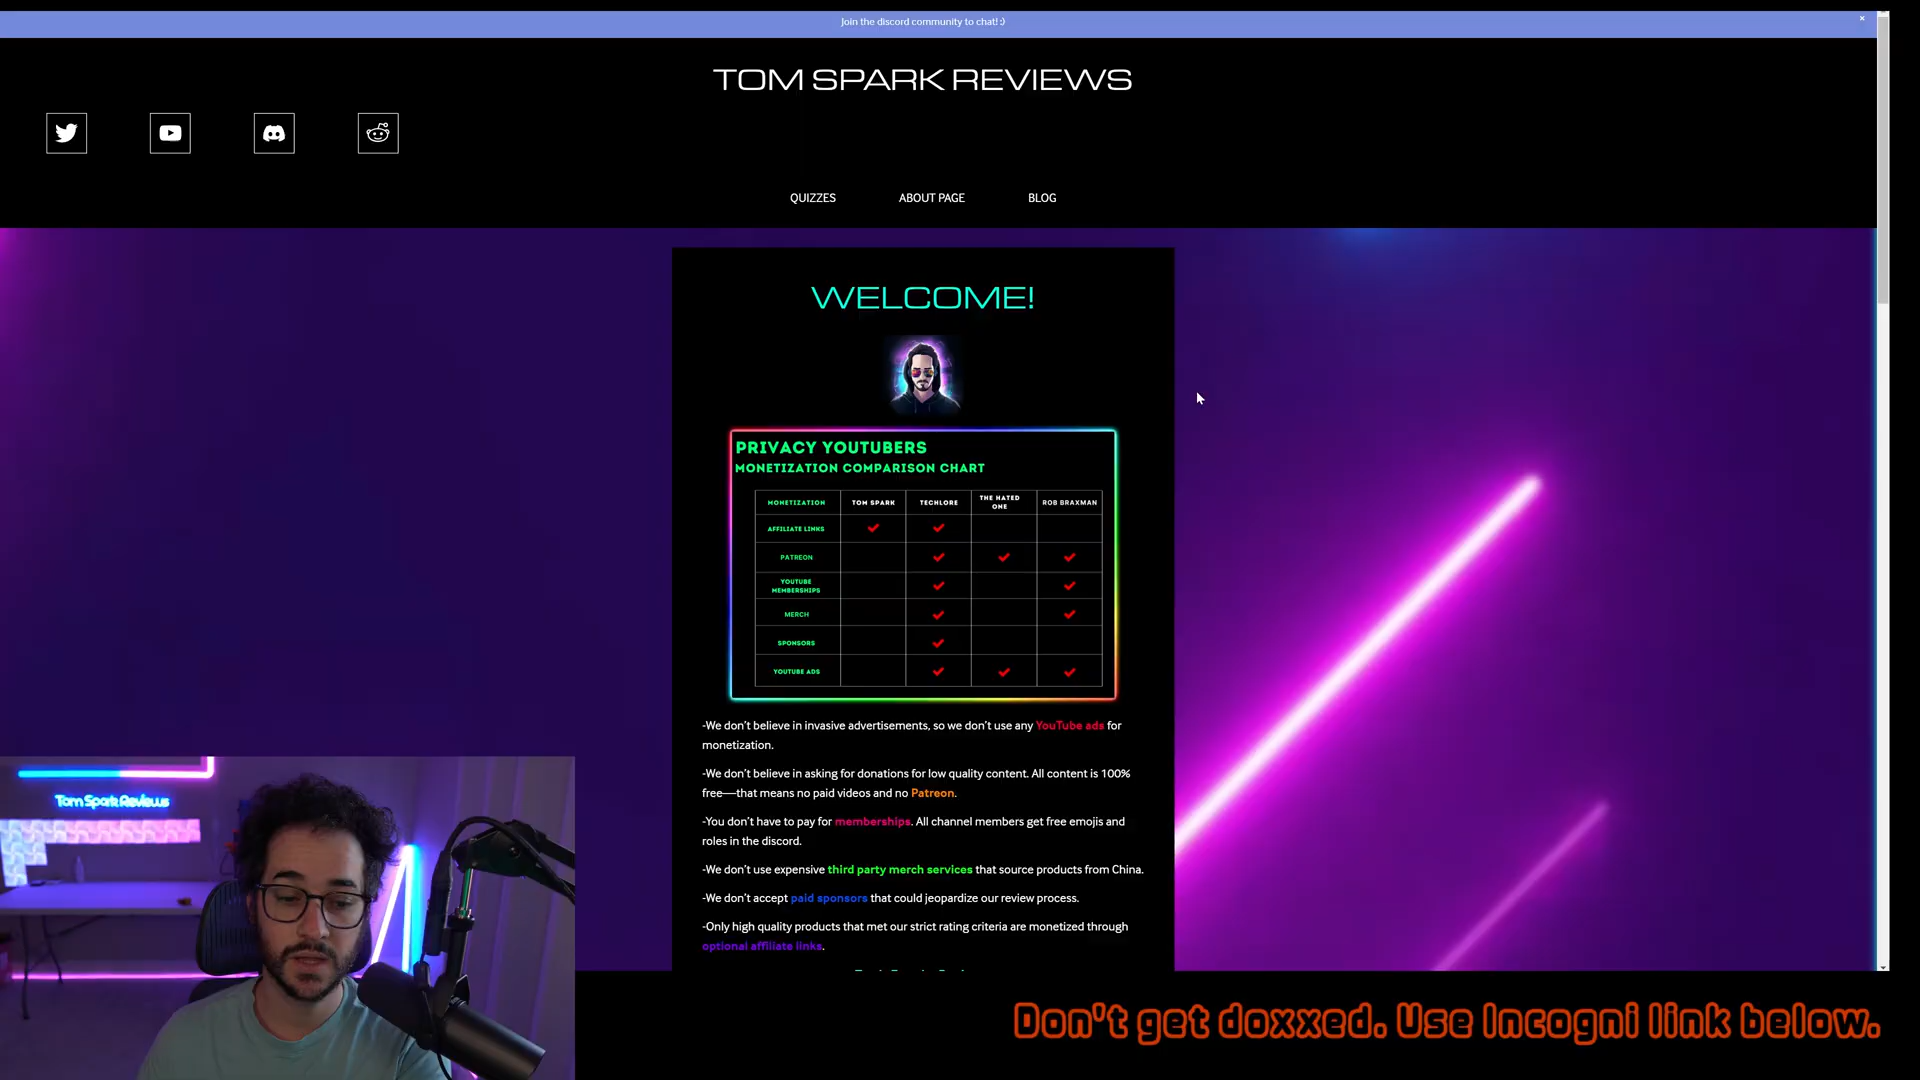 Join the discord community to chat! :)
×
TOM SPARK REVIEWS
QUIZZES
ABOUT PAGE
BLOG
WELCOME!
PRIVACY YOUTUBERS
MONETIZATION COMPARISON CHART
MONETIZATION
TOM SPARK
TECHLORE
THE HATED
ONE
ROB BRAXMAN
AFFILIATE LINKS
PATREON
YOUTUBE
MEMBERSHIPS
MERCH
SPONSORS
YOUTUBE ADS
-We don't believe in invasive advertisements, so we don't use any YouTube ads for
monetization.
-We don't believe in asking for donations for low quality content. All content is 100%
free—that means no paid videos and no Patreon.
-You don't have to pay for memberships. All channel members get free emojis and
roles in the discord.
-We don't use expensive third party merch services that source products from China.
-We don't accept paid sponsors that could jeopardize our review process.
-Only high quality products that met our strict rating criteria are monetized through
optional affiliate links.
Tom Spark Reviews
Don't get doxxed. Use Incogni link below.